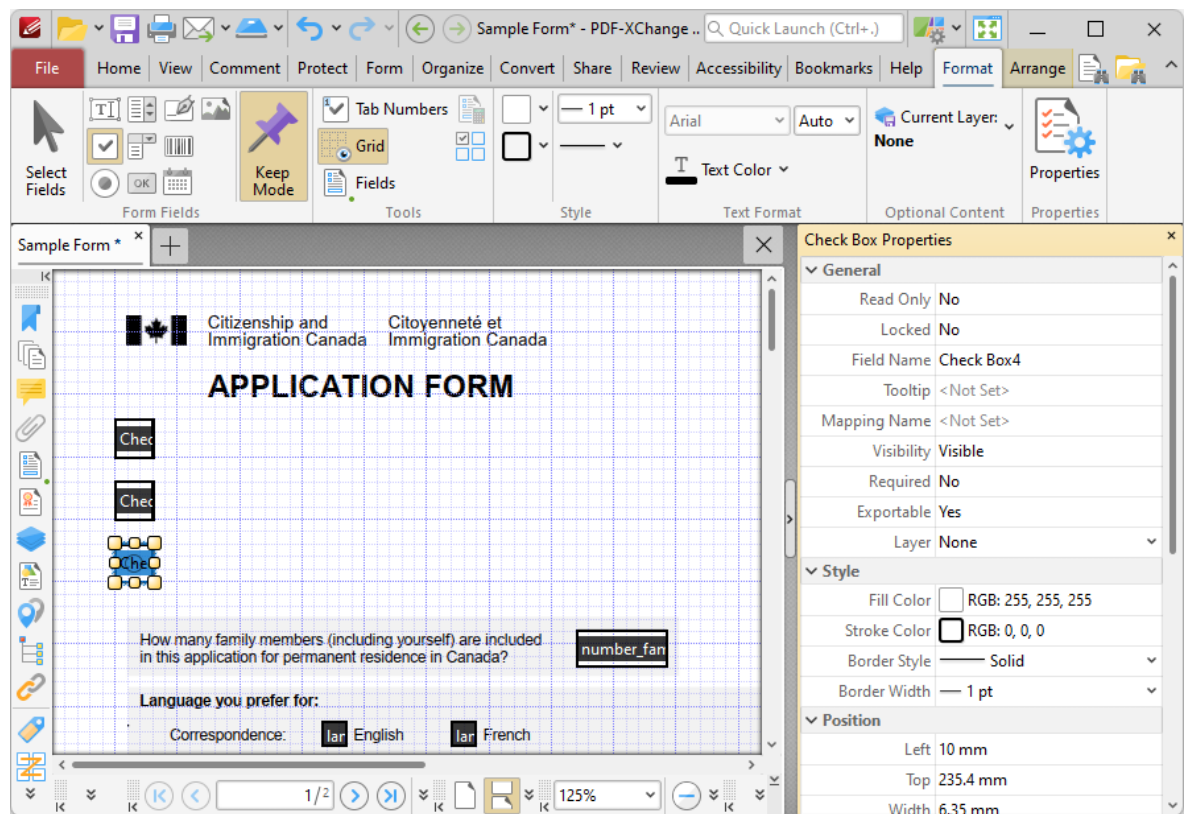 Sample Form* - PDF-XChange ..
Quick Launch (Ctrl+.)
File
Home
View
Comment
Protect
Form
Organize
Convert
Share
Review
Accessibility
Bookmarks
Help
Format
Arrange
Select Fields
OK
Keep Mode
Form Fields
Tab Numbers
Grid
Fields
Tools
1 pt
Style
Arial
Auto
Text Color
Text Format
Current Layer:
None
Optional Content
Properties
Properties
Sample Form *
Check Box Properties
Citizenship and
Immigration Canada
Citoyenneté et
Immigration Canada
APPLICATION FORM
Chec
Chec
Che
How many family members (including yourself) are included
in this application for permanent residence in Canada?
number_fan
Language you prefer for:
Correspondence:
lar
English
lar
French
General
Read Only No
Locked No
Field Name Check Box4
Tooltip <Not Set>
Mapping Name <Not Set>
Visibility Visible
Required No
Exportable Yes
Layer None
Style
Fill Color RGB: 255, 255, 255
Stroke Color RGB: 0, 0, 0
Border Style Solid
Border Width 1 pt
Position
Left 10 mm
Top 235.4 mm
Width 6.35 mm
1/2
125%